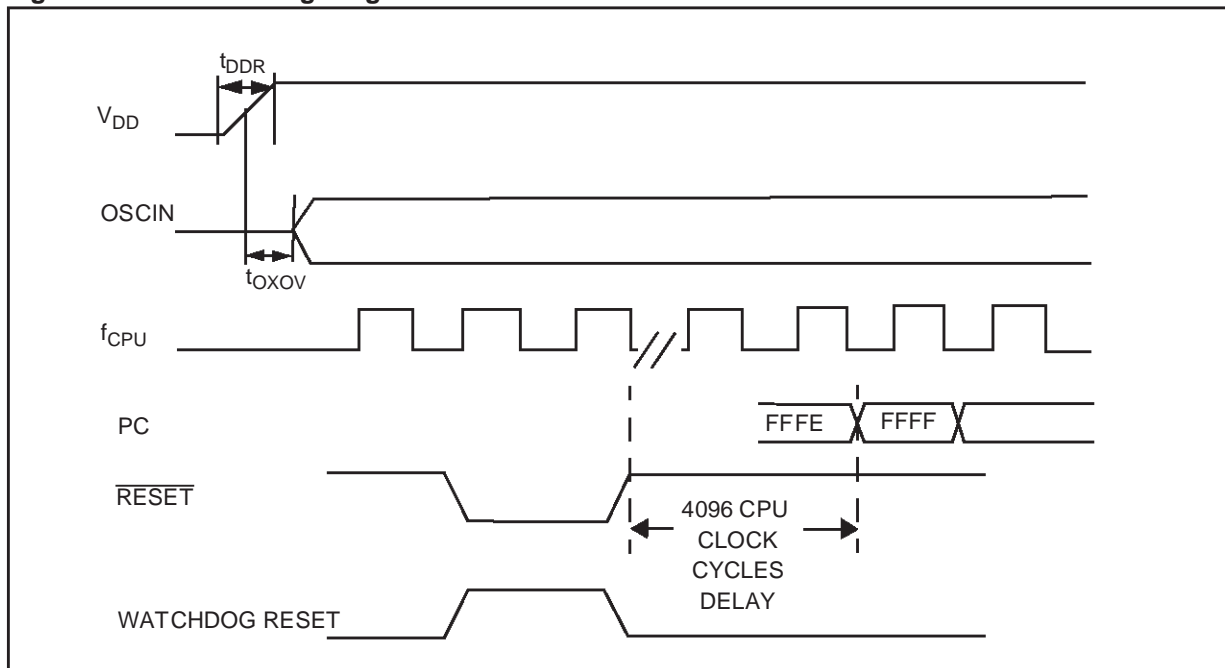 tDDR
VDD
OSCIN
tOXOV
fCPU
PC
FFFE
FFFF
RESET
4096 CPU
CLOCK
CYCLES
DELAY
WATCHDOG RESET